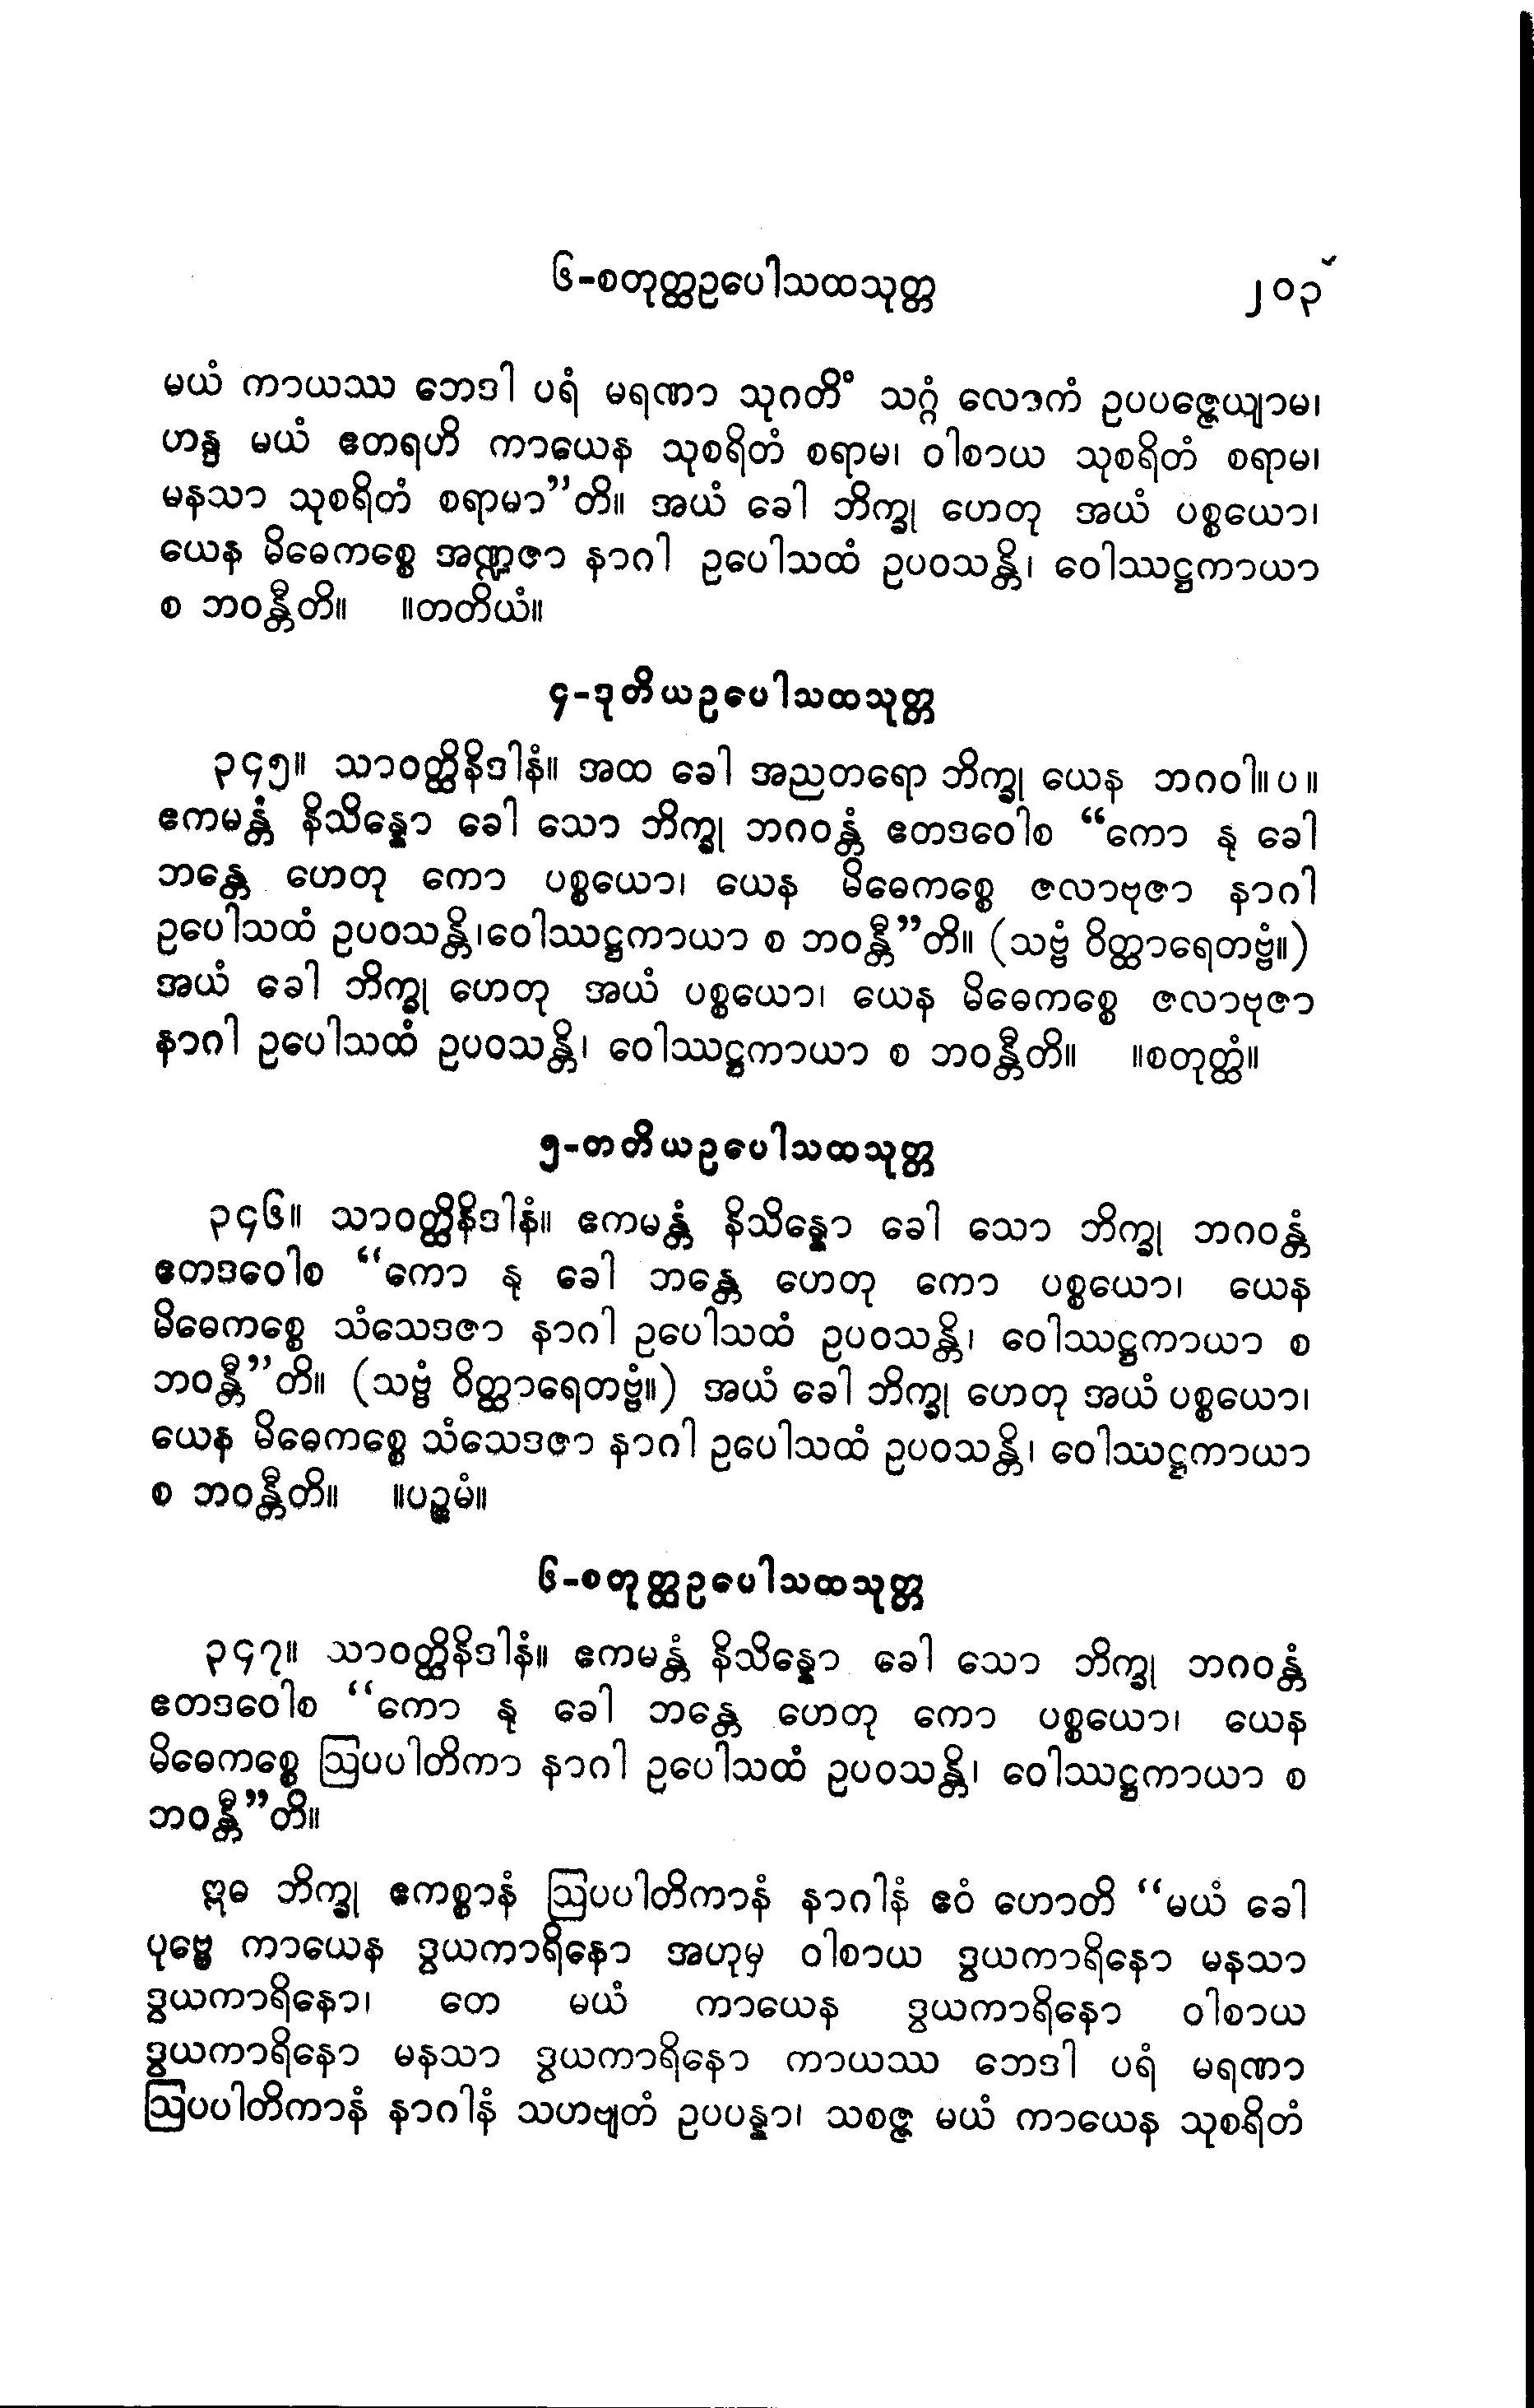 ၆-စတုတ္ထဥပေါသထသုတ္တ ၂၀၃
မယံ ကာယဿ ဘေဒါ ပရံ မရဏာ သုဂတိံ သဂ္ဂံ လောကံ ဥပပဇ္ဇေယျာမ၊
ဟန္ဒ မယံ ဧတရဟိ ကာယေန သုစရိတံ စရာမ၊ ဝါစာယ သုစရိတံ စရာမ၊
မနသာ သုစရိတံ စရာမာ”တိ။ အယံ ခေါ ဘိက္ခု ဟေတု အယံ ပစ္စယော၊
ယေန မိဓေကစ္စေ အဏ္ဍဇာ နာဂါ ဥပေါသထံ ဥပဝသန္တိ၊ ဝေါဿဋ္ဌကာယာ
စ ဘဝန္တီတိ။ ။တတိယံ။
၄-ဒုတိယဥပေါသထသုတ္တ
၃၄၅။ သာဝတ္ထိနိဒါနံ။ အထ ခေါ အညတရော ဘိက္ခု ယေန ဘဂဝါ။ပ။
ဧကမန္တံ နိသိန္နော ခေါ သော ဘိက္ခု ဘဂဝန္တံ ဧတဒဝေါစ “ကော နု ခေါ
ဘန္တေ ဟေတု ကော ပစ္စယော၊ ယေန မိဓေကစ္စေ ဇလာဗုဇာ နာဂါ
ဥပေါသထံ ဥပဝသန္တိ၊ဝေါဿဋ္ဌကာယာ စ ဘဝန္တီ”တိ။ (သဗ္ဗံ ဝိတ္ထာရေတဗ္ဗံ။)
အယံ ခေါ ဘိက္ခု ဟေတု အယံ ပစ္စယော၊ ယေန မိဓေကစ္စေ ဇလာဗုဇာ
နာဂါ ဥပေါသထံ ဥပဝသန္တိ၊ ဝေါဿဋ္ဌကာယာ စ ဘဝန္တီတိ။ ။စတုတ္ထံ။
၅-တတိယဥပေါသထသုတ္တ
၃၄၆။ သာဝတ္ထိနိဒါနံ။ ဧကမန္တံ နိသိန္နော ခေါ သော ဘိက္ခု ဘဂဝန္တံ
ဧတဒဝေါစ “ကော နု ခေါ ဘန္တေ ဟေတု ကော ပစ္စယော၊ ယေန
မိဓေကစ္စေ သံသေဒဇာ နာဂါ ဥပေါသထံ ဥပဝသန္တိ၊ ဝေါဿဋ္ဌကာယာ စ
ဘဝန္တီ”တိ။ (သဗ္ဗံ ဝိတ္ထာရေတဗ္ဗံ။) အယံ ခေါ ဘိက္ခု ဟေတု အယံ ပစ္စယော၊
ယေန မိဓေကစ္စေ သံသေဒဇာ နာဂါ ဥပေါသထံ ဥပဝသန္တိ၊ ဝေါဿဋ္ဌကာယာ
စ ဘဝန္တီတိ။ ။ပဉ္စမံ။
၆-စတုတ္ထဥပေါသထသုတ္တ
၃၄၇။ သာဝတ္ထိနိဒါနံ။ ဧကမန္တံ နိသိန္နော ခေါ သော ဘိက္ခု ဘဂဝန္တံ
ဧတဒဝေါစ “ကော နု ခေါ ဘန္တေ ဟေတု ကော ပစ္စယော၊ ယေန
မိဓေကစ္စေ ဩပပါတိကာ နာဂါ ဥပေါသထံ ဥပဝသန္တိ၊ ဝေါဿဋ္ဌကာယာ စ
ဘဝန္တီ”တိ။
ဣဓ ဘိက္ခု ဧကစ္စာနံ ဩပပါတိကာနံ နာဂါနံ ဧဝံ ဟောတိ “မယံ ခေါ
ပုဗ္ဗေ ကာယေန ဒွယကာရိနော အဟုမှ ဝါစာယ ဒွယကာရိနော မနသာ
ဒွယကာရိနော၊ တေ မယံ ကာယေန ဒွယကာရိနော ဝါစာယ
ဒွယကာရိနော မနသာ ဒွယကာရိနော ကာယဿ ဘေဒါ ပရံ မရဏာ
ဩပပါတိကာနံ နာဂါနံ သဟဗျတံ ဥပပန္နာ၊ သစဇ္ဇ မယံ ကာယေန သုစရိတံ